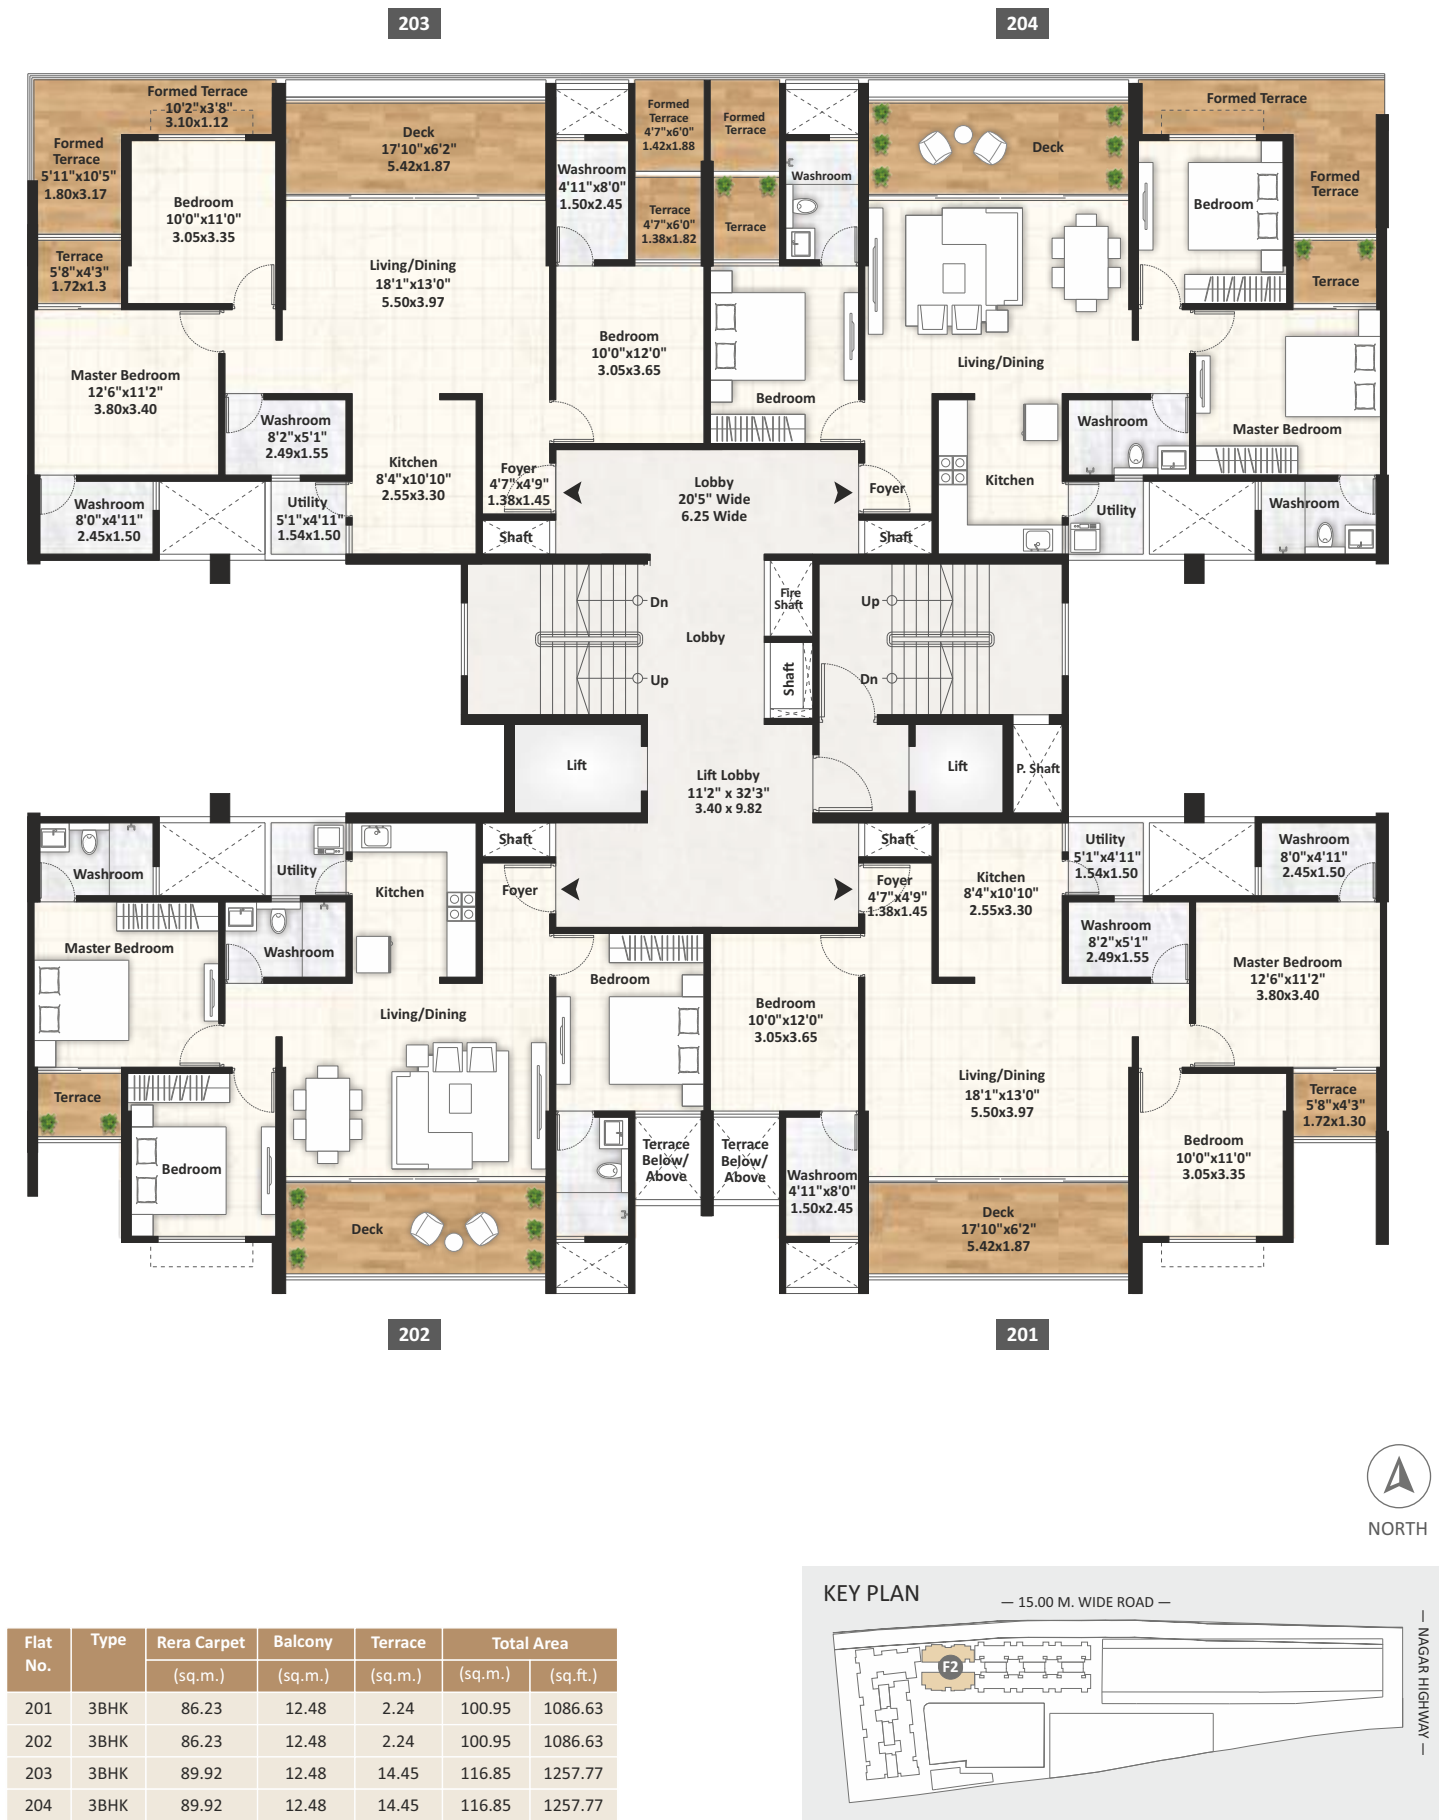 203
204
Formed Terrace
10'2"x3'8"
3.10x1.12
Formed
Terrace
5'11"x10'5"
1.80x3.17
Terrace
5'8"x4'3"
1.72x1.3
Bedroom
10'0"x11'0"
3.05x3.35
Deck
17'10"x6'2"
5.42x1.87
Washroom
4'11"x8'0"
1.50x2.45
Formed
Terrace
4'7"x6'0"
1.42x1.88
Terrace
4'7"x6'0"
1.38x1.82
Living/Dining
18'1"x13'0"
5.50x3.97
Bedroom
10'0"x12'0"
3.05x3.65
Master Bedroom
12'6"x11'2"
3.80x3.40
Washroom
8'2"x5'1"
2.49x1.55
Kitchen
8'4"x10'10"
2.55x3.30
Foyer
4'7"x4'9"
1.38x1.45
Washroom
8'0"x4'11"
2.45x1.50
Utility
5'1"x4'11"
1.54x1.50
Shaft
Formed
Terrace
Terrace
Washroom
Deck
Formed Terrace
Formed
Terrace
Bedroom
Terrace
Living/Dining
Bedroom
Washroom
Master Bedroom
Kitchen
Foyer
Utility
Washroom
Shaft
Lobby
20'5" Wide
6.25 Wide
Dn
Up
Lobby
Fire
Shaft
Shaft
Up
Dn
Lift
Lift Lobby
11'2" x 32'3"
3.40 x 9.82
Lift
P. Shaft
Washroom
Utility
Kitchen
Shaft
Foyer
Master Bedroom
Washroom
Bedroom
Living/Dining
Terrace
Bedroom
Deck
Terrace
Below/
Above
Terrace
Below/
Above
Shaft
Foyer
4'7"x4'9"
1.38x1.45
Kitchen
8'4"x10'10"
2.55x3.30
Utility
5'1"x4'11"
1.54x1.50
Washroom
8'0"x4'11"
2.45x1.50
Washroom
8'2"x5'1"
2.49x1.55
Master Bedroom
12'6"x11'2"
3.80x3.40
Bedroom
10'0"x12'0"
3.05x3.65
Living/Dining
18'1"x13'0"
5.50x3.97
Terrace
5'8"x4'3"
1.72x1.30
Bedroom
10'0"x11'0"
3.05x3.35
Washroom
4'11"x8'0"
1.50x2.45
Deck
17'10"x6'2"
5.42x1.87
202
201
NORTH
KEY PLAN
— 15.00 M. WIDE ROAD —
— NAGAR HIGHWAY —
F2
Flat No. Type Rera Carpet Balcony Terrace Total Area
(sq.m.) (sq.m.) (sq.m.) (sq.m.) (sq.ft.)
201 3BHK 86.23 12.48 2.24 100.95 1086.63
202 3BHK 86.23 12.48 2.24 100.95 1086.63
203 3BHK 89.92 12.48 14.45 116.85 1257.77
204 3BHK 89.92 12.48 14.45 116.85 1257.77